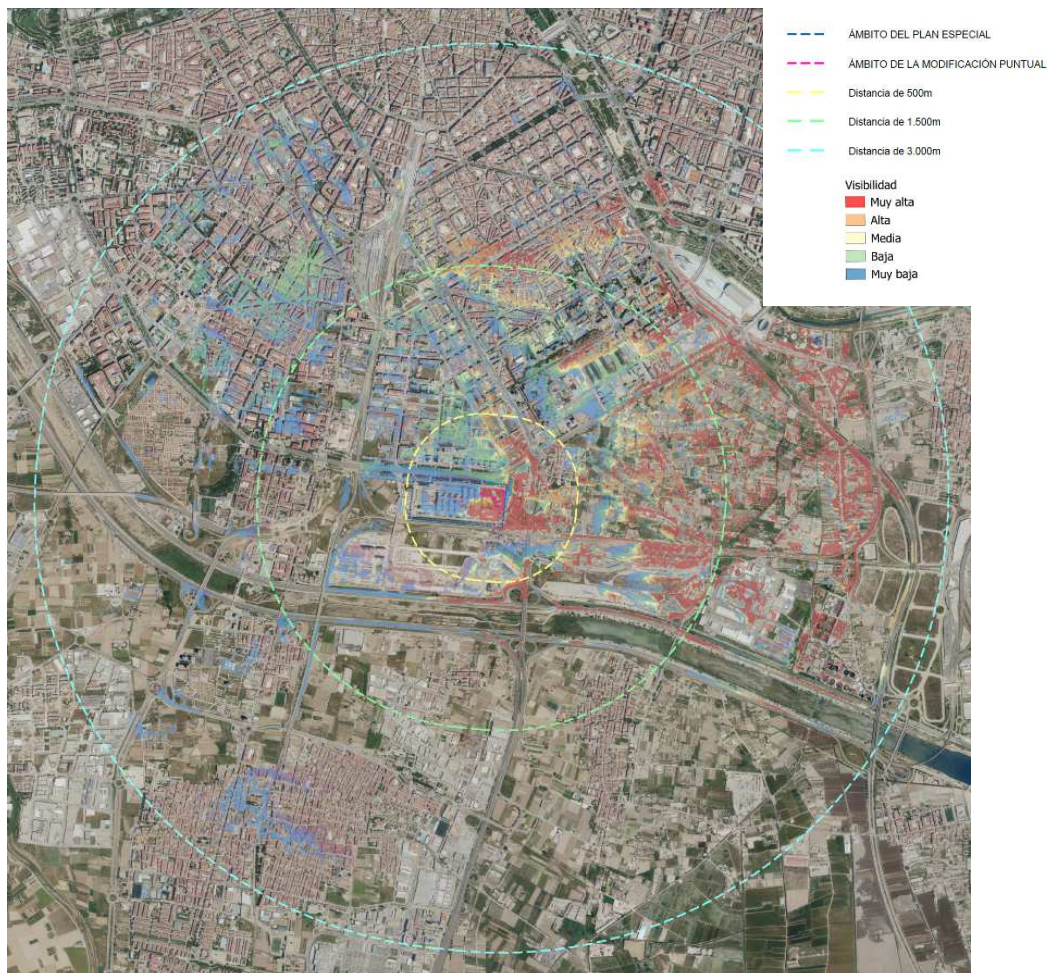 ÁMBITO DEL PLAN ESPECIAL
ÁMBITO DE LA MODIFICACIÓN PUNTUAL
Distancia de 500m
Distancia de 1.500m
Distancia de 3.000m
Visibilidad
Muy alta
Alta
Media
Baja
Muy baja